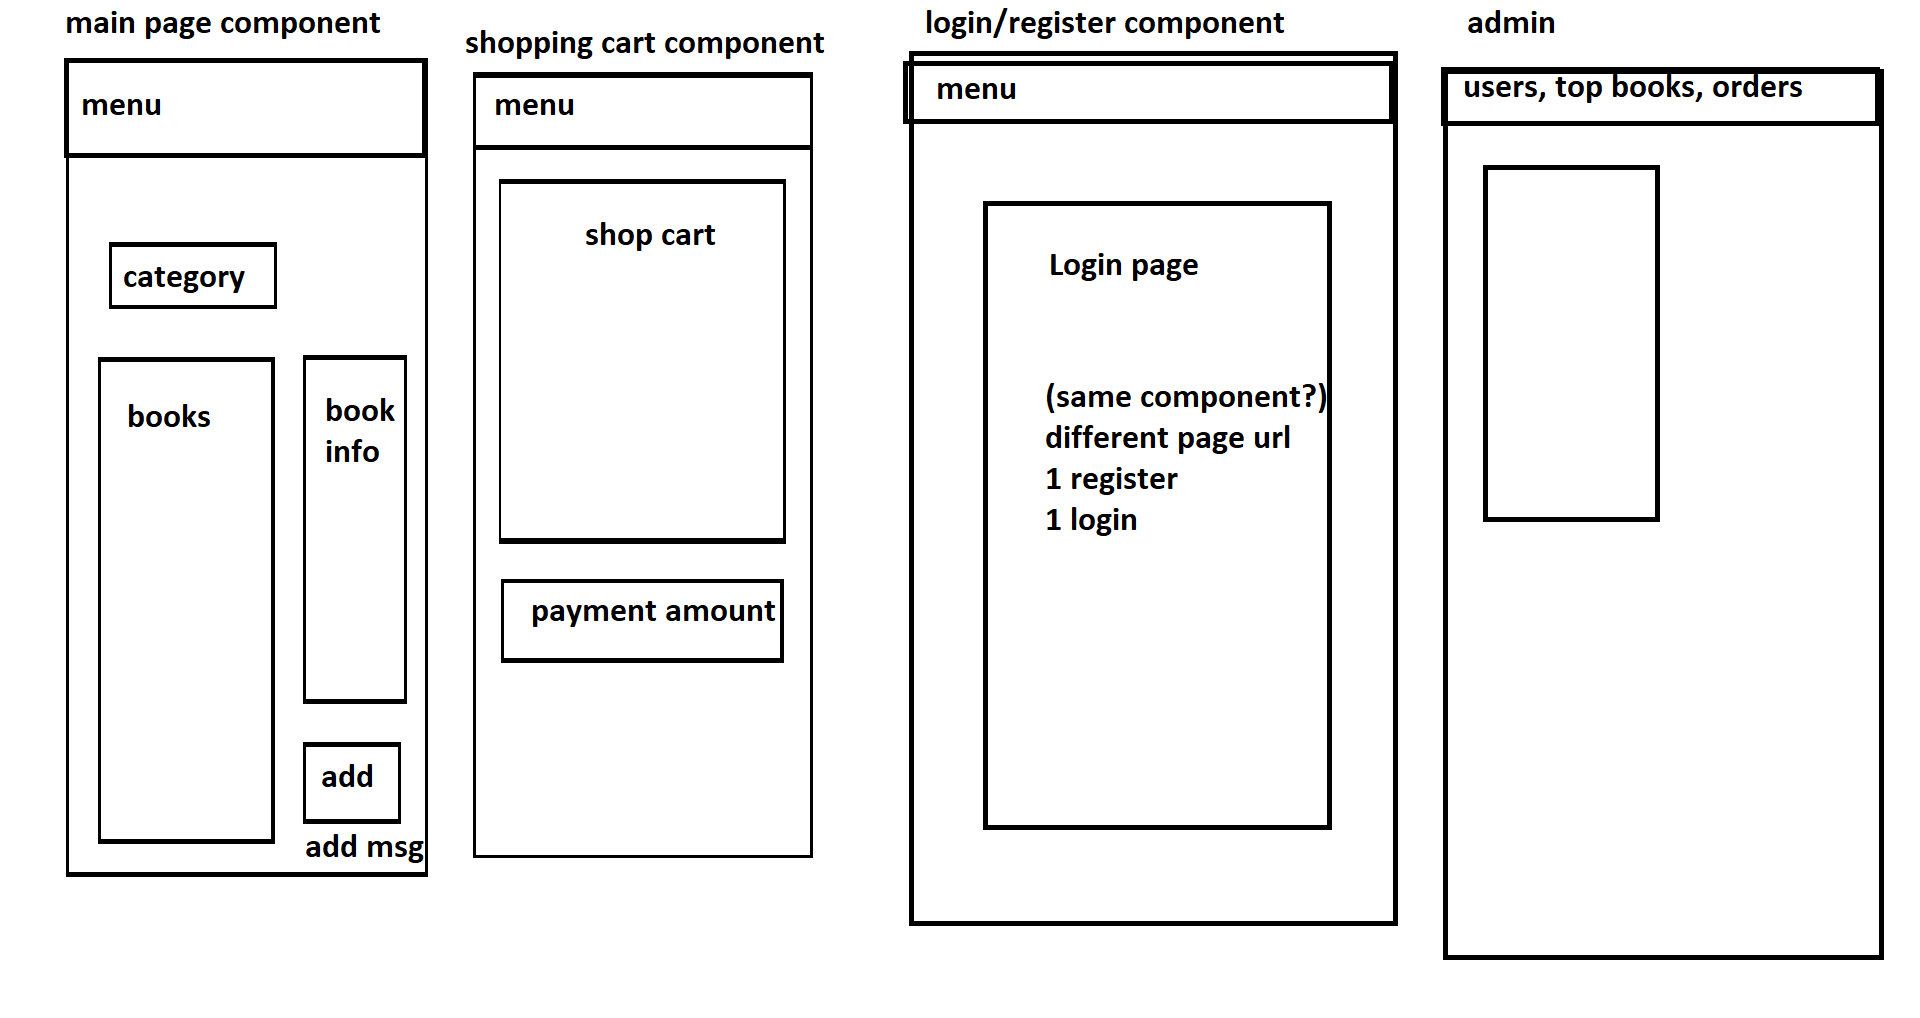 main page component
menu
category
books
book
info
add
add msg
shopping cart component
menu
shop cart
payment amount
login/register component
menu
Login page
(same component?)
different page url
1 register
1 login
admin
users, top books, orders